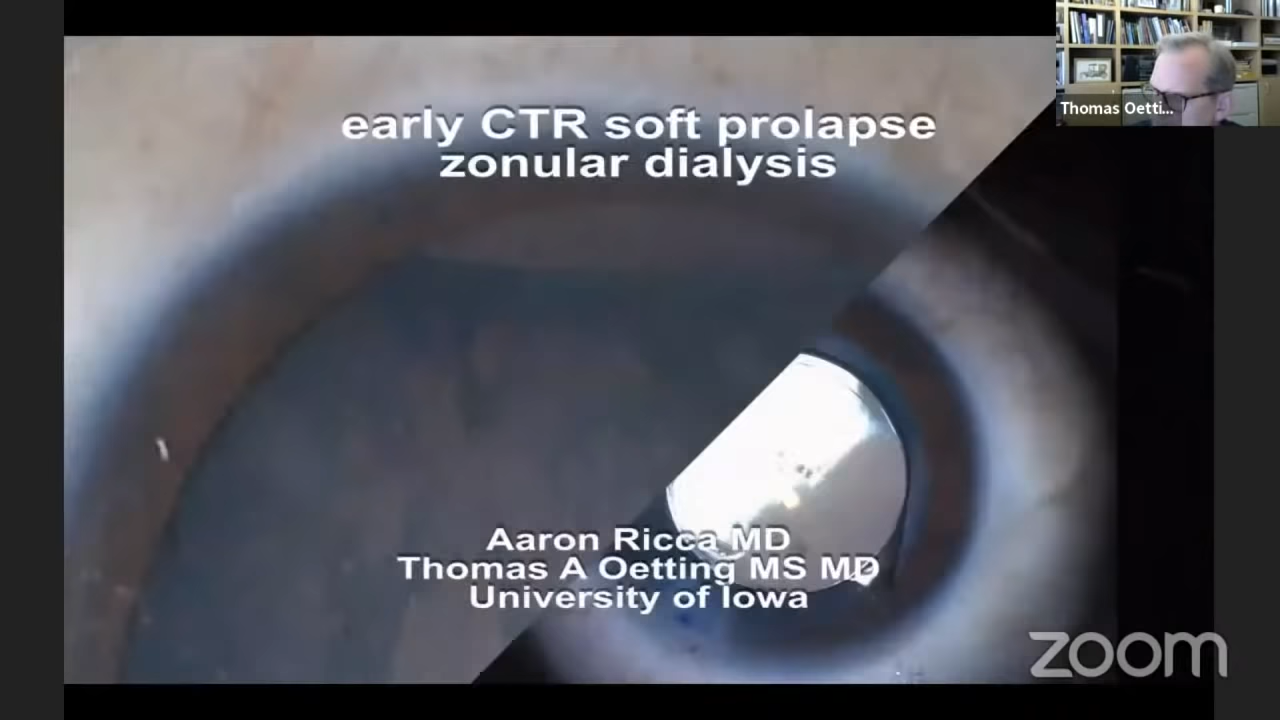 early CTR soft prolapse
zonular dialysis
Thomas Oetti...
Aaron Ricca MD
Thomas A Oetting MS MD
University of Iowa
zoom